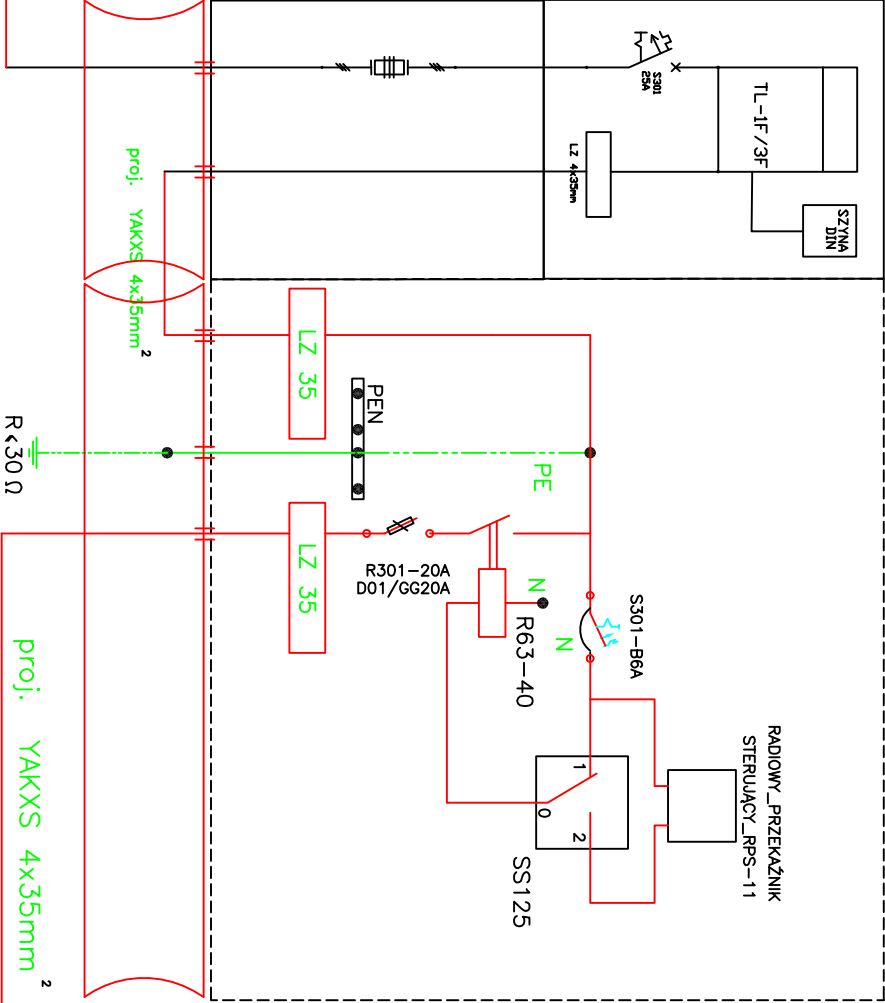 S301
25A
TL-1F/3F
LZ 4x35mm
SZYNA
DIN
proj. YAKXS 4x35mm²
LZ 35
PEN
PE
R<30Ω
LZ 35
R301-20A
D01/GG20A
N
R63-40
N
S301-B6A
RADIOWY_PRZEKAŹNIK
STERUJĄCY_RPS-11
1
0
2
SS125
proj. YAKXS 4x35mm²